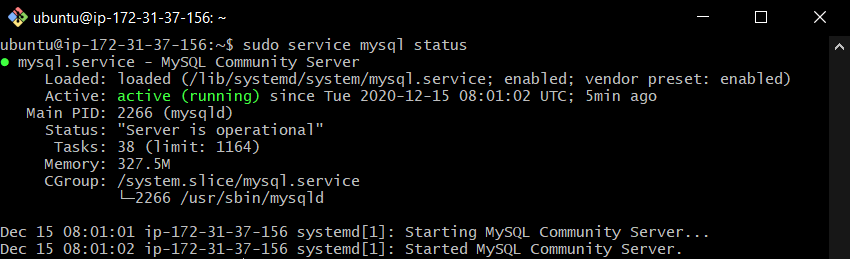 ubuntu@ip-172-31-37-156: ~
ubuntu@ip-172-31-37-156:~$ sudo service mysql status
● mysql.service - MySQL Community Server
     Loaded: loaded (/lib/systemd/system/mysql.service; enabled; vendor preset: enabled)
     Active: active (running) since Tue 2020-12-15 08:01:02 UTC; 5min ago
   Main PID: 2266 (mysqld)
     Status: "Server is operational"
      Tasks: 38 (limit: 1164)
     Memory: 327.5M
     CGroup: /system.slice/mysql.service
             └─2266 /usr/sbin/mysqld
Dec 15 08:01:01 ip-172-31-37-156 systemd[1]: Starting MySQL Community Server...
Dec 15 08:01:02 ip-172-31-37-156 systemd[1]: Started MySQL Community Server.